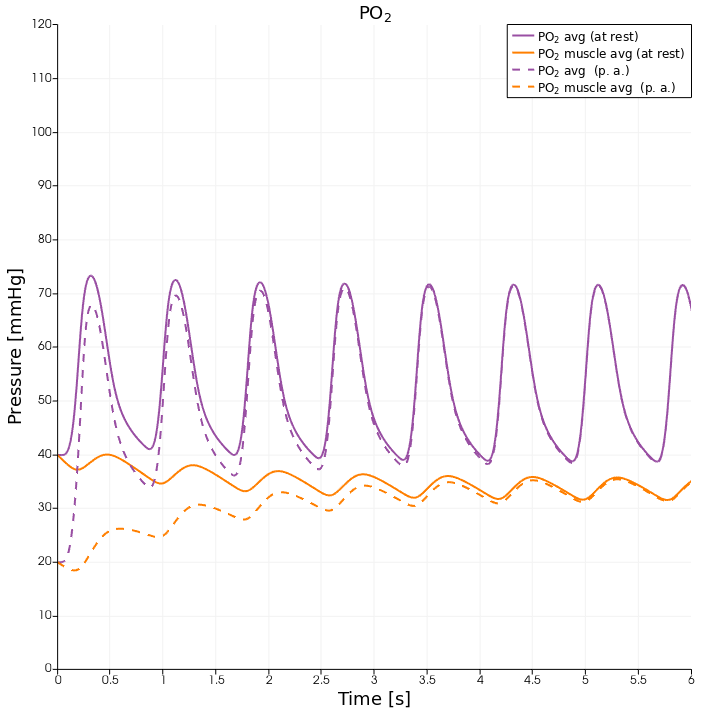 PO₂
120
110
100
90
80
70
60
50
40
30
20
10
0
Pressure [mmHg]
PO₂ avg (at rest)
PO₂ muscle avg (at rest)
PO₂ avg (p. a.)
PO₂ muscle avg (p. a.)
0 0.5 1 1.5 2 2.5 3 3.5 4 4.5 5 5.5 6
Time [s]